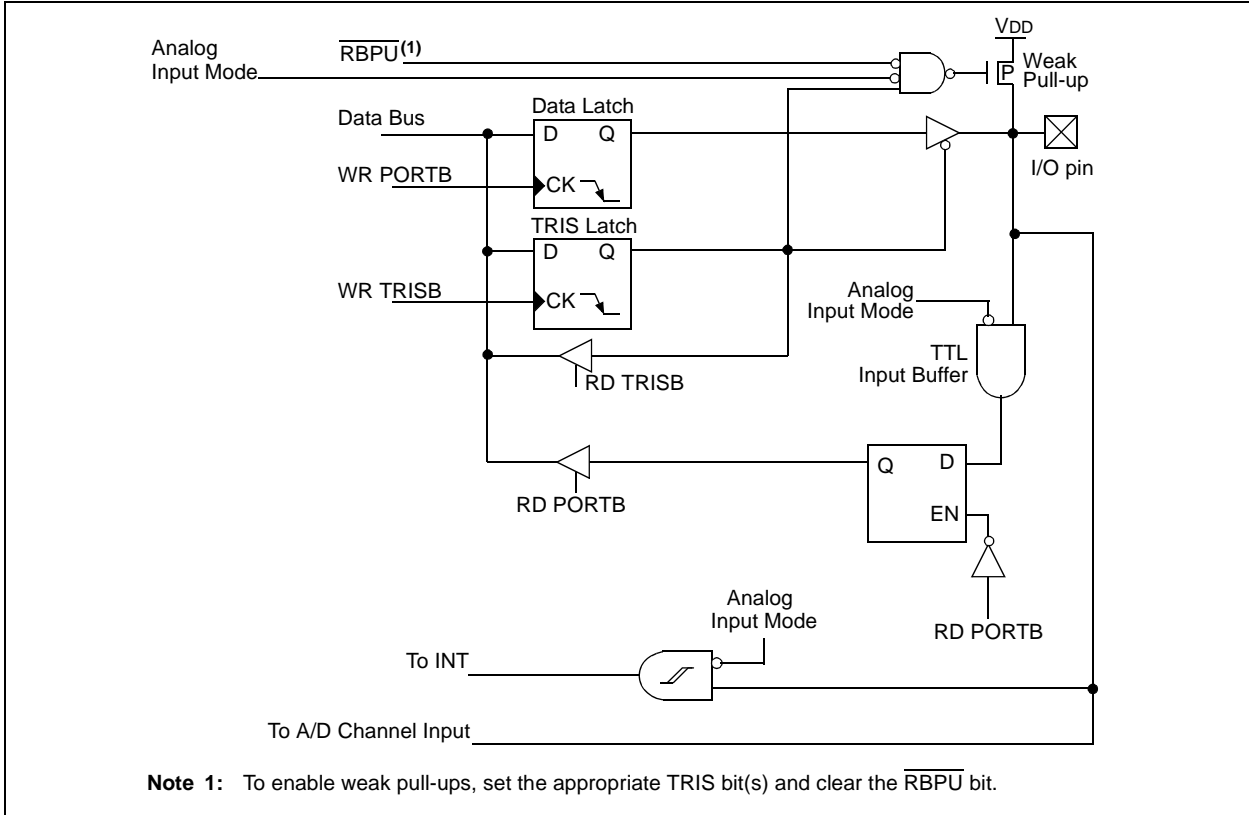 VDD
RBPU(1)
Analog
Input Mode
P
Weak
Pull-up
Data Latch
Data Bus
D Q
I/O pin
WR PORTB
CK
TRIS Latch
D Q
WR TRISB
CK
Analog
Input Mode
TTL
Input Buffer
RD TRISB
Q D
RD PORTB
EN
Analog
Input Mode
RD PORTB
To INT
To A/D Channel Input
Note 1: To enable weak pull-ups, set the appropriate TRIS bit(s) and clear the RBPU bit.